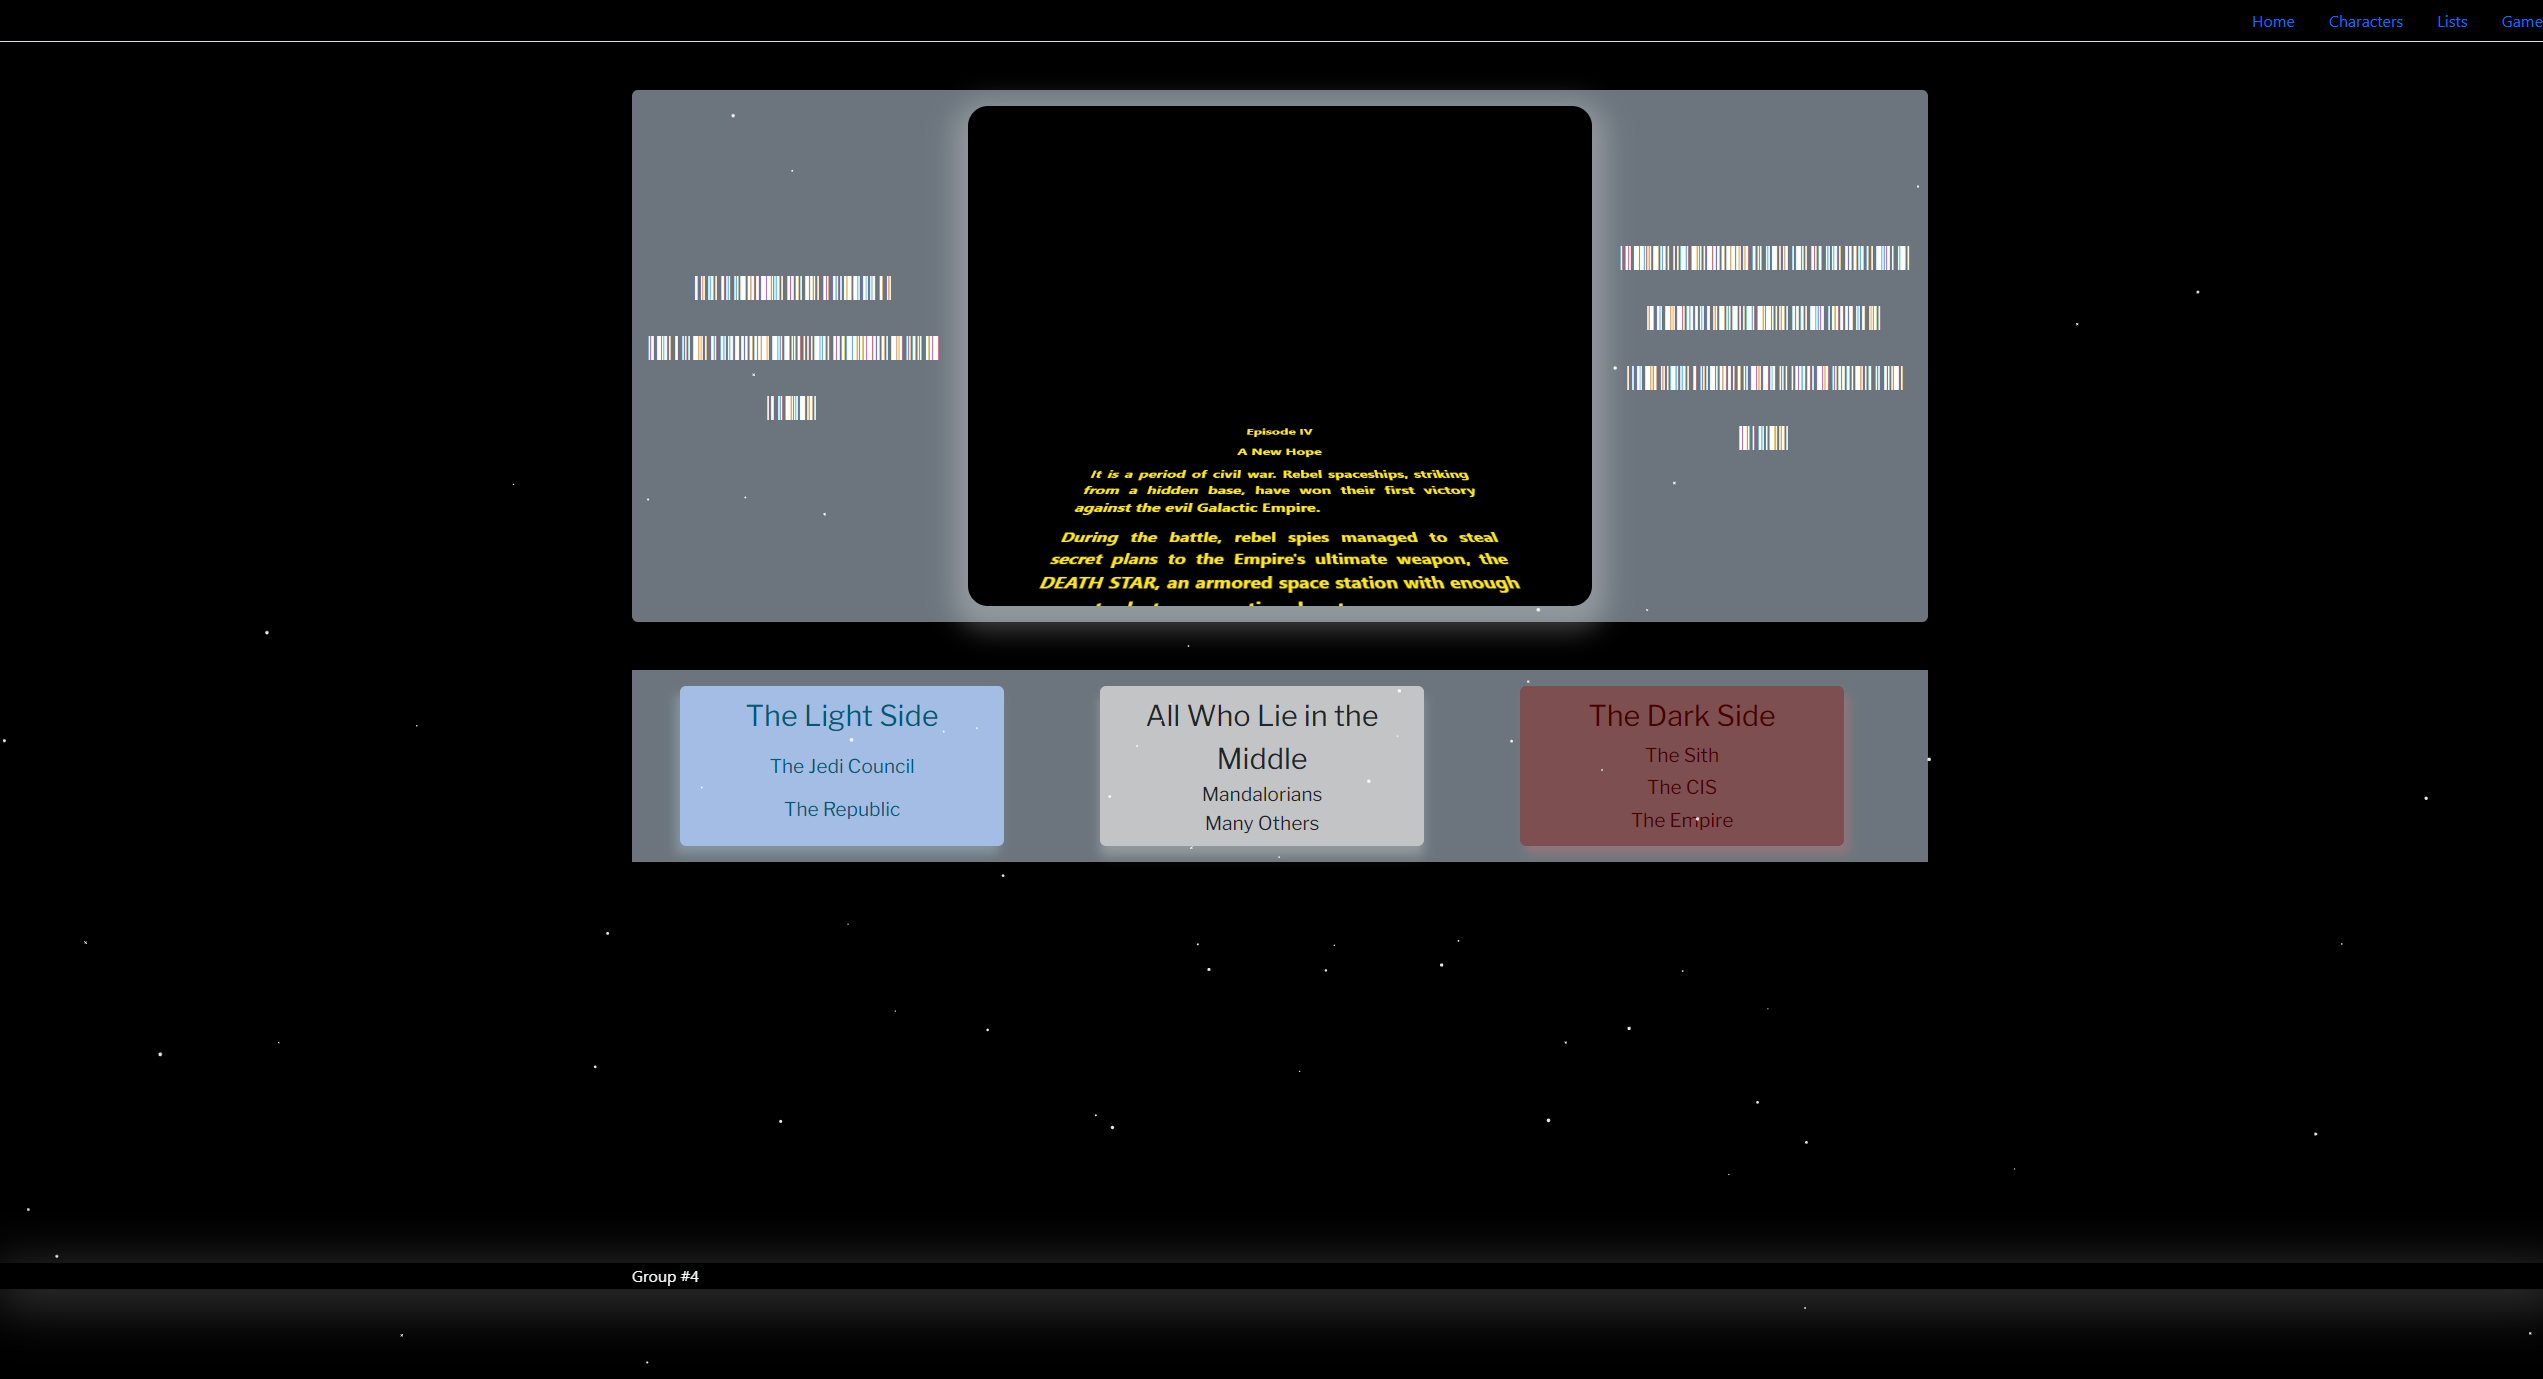 Home Characters Lists Game
Episode IV
A New Hope
It is a period of civil war. Rebel spaceships, striking
from a hidden base, have won their first victory
against the evil Galactic Empire.
During the battle, rebel spies managed to steal
secret plans to the Empire's ultimate weapon, the
DEATH STAR, an armored space station with enough
The Light Side
The Jedi Council
The Republic
All Who Lie in the
Middle
Mandalorians
Many Others
The Dark Side
The Sith
The CIS
The Empire
Group #4